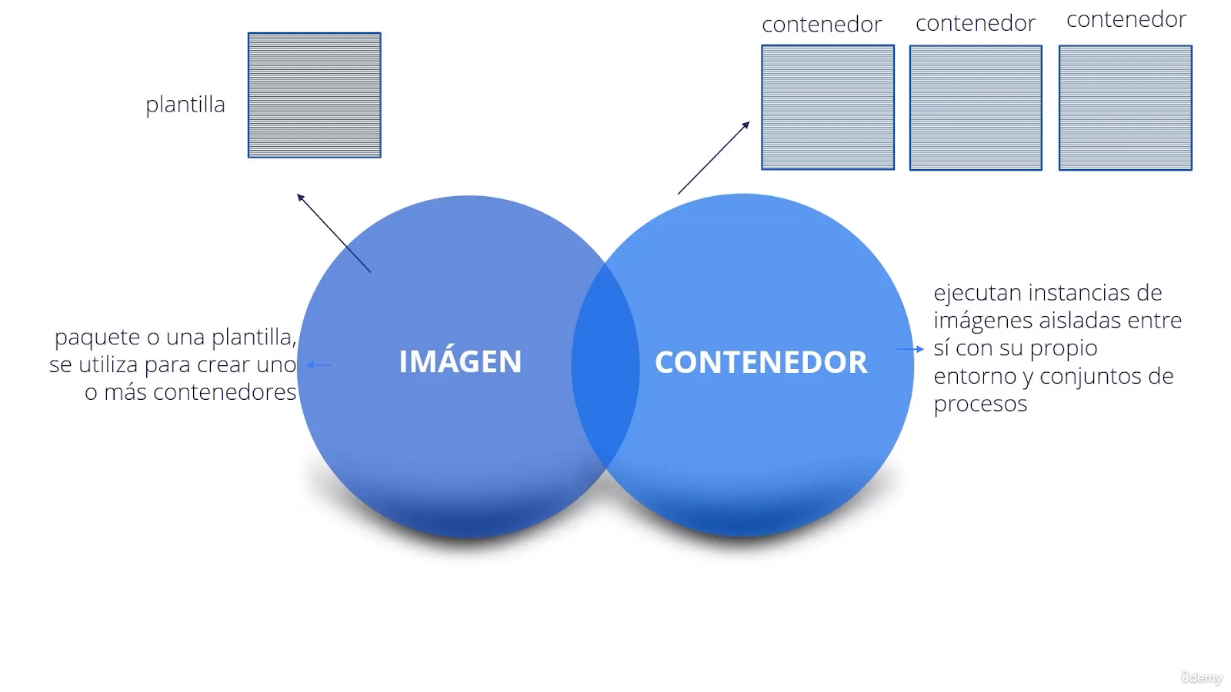 contenedor
contenedor
contenedor
plantilla
paquete o una plantilla,
se utiliza para crear uno
o más contenedores
IMÁGEN
CONTENEDOR
ejecutan instancias de
imágenes aisladas entre
sí con su propio
entorno y conjuntos de
procesos
ûdemy